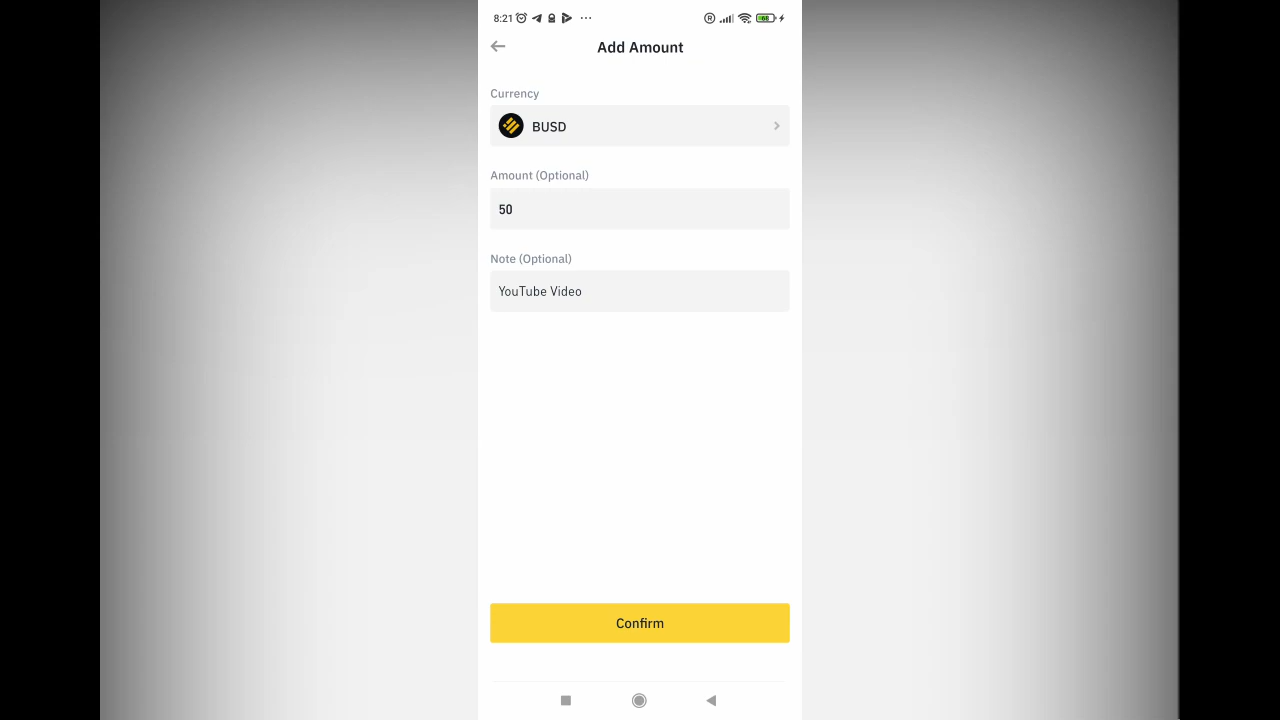 8:21
Add Amount
Currency
BUSD
Amount (Optional)
50
Note (Optional)
YouTube Video
Confirm